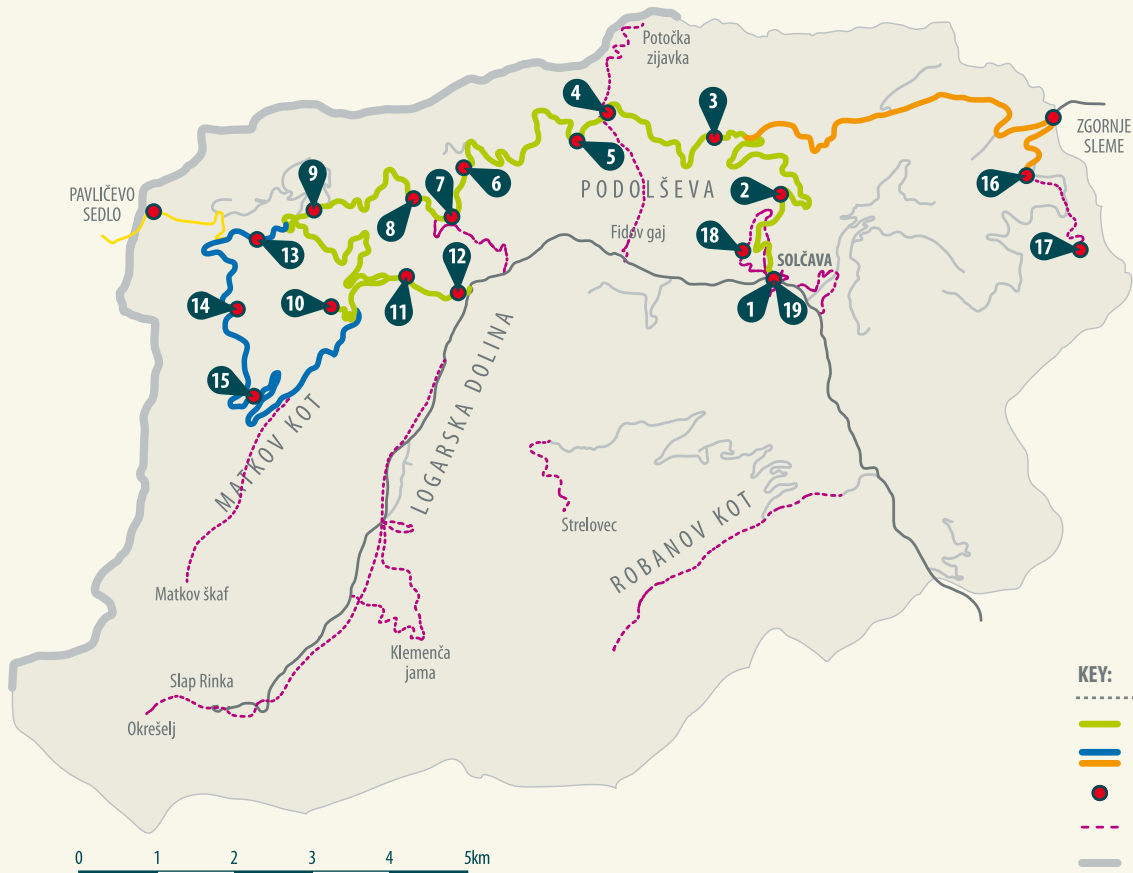 Potočka
zijavka
4
3
ZGORNJE
SLEME
5
9
7
6
PODOLŠEVA
2
16
PAVLIČEVO
SEDLO
8
Fidov gaj
18
17
13
12
SOLČAVA
14
10
11
1
19
15
MATKOV KOT
LOGARSKA DOLINA
Strelovec
ROBANOV KOT
Matkov škaf
Klemenča
jama
Slap Rinka
Okrešelj
KEY:
0 1 2 3 4 5km